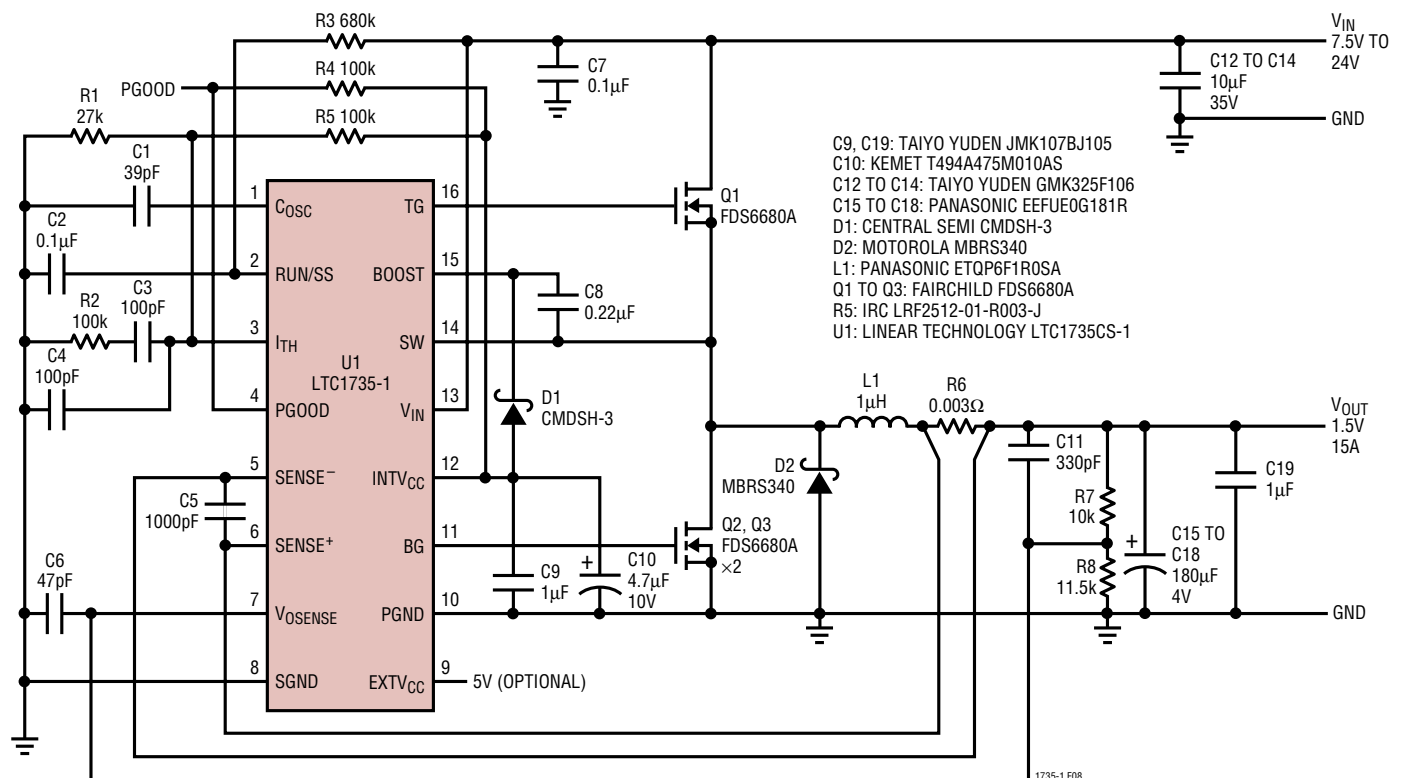 R3 680k
VIN
7.5V TO
24V
R4 100k
PGOOD
C7
0.1µF
C12 TO C14
10µF
35V
R1
27k
R5 100k
GND
C1
39pF
C9, C19: TAIYO YUDEN JMK107BJ105
C10: KEMET T494A475M010AS
C12 TO C14: TAIYO YUDEN GMK325F106
C15 TO C18: PANASONIC EEFUE0G181R
D1: CENTRAL SEMI CMDSH-3
D2: MOTOROLA MBRS340
L1: PANASONIC ETQP6F1R0SA
Q1 TO Q3: FAIRCHILD FDS6680A
R5: IRC LRF2512-01-R003-J
U1: LINEAR TECHNOLOGY LTC1735CS-1
1
COSC
TG
16
Q1
FDS6680A
C2
0.1µF
2
RUN/SS
BOOST
15
C3
100pF
R2
100k
C8
0.22µF
3
ITH
SW
14
U1
LTC1735-1
C4
100pF
4
PGOOD
VIN
13
D1
CMDSH-3
L1
1µH
R6
0.003Ω
VOUT
1.5V
15A
C11
330pF
5
SENSE–
INTVCC
12
D2
MBRS340
C19
1µF
C5
1000pF
R7
10k
6
SENSE+
BG
11
Q2, Q3
FDS6680A
×2
+
C15 TO
C18
180µF
4V
C6
47pF
C9
1µF
+
C10
4.7µF
10V
R8
11.5k
7
VOSENSE
PGND
10
GND
8
SGND
EXTVCC
9
5V (OPTIONAL)
1735-1 F08